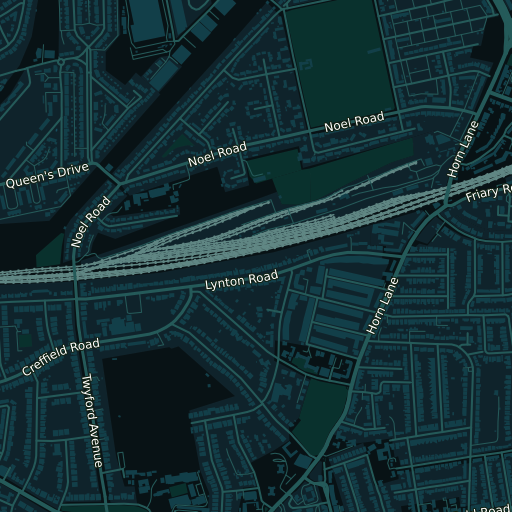 Noel Road
Horn Lane
Noel Road
Queen's Drive
Friary Ro
Noel Road
Lynton Road
Horn Lane
Creffield Road
Twyford Avenue
Road